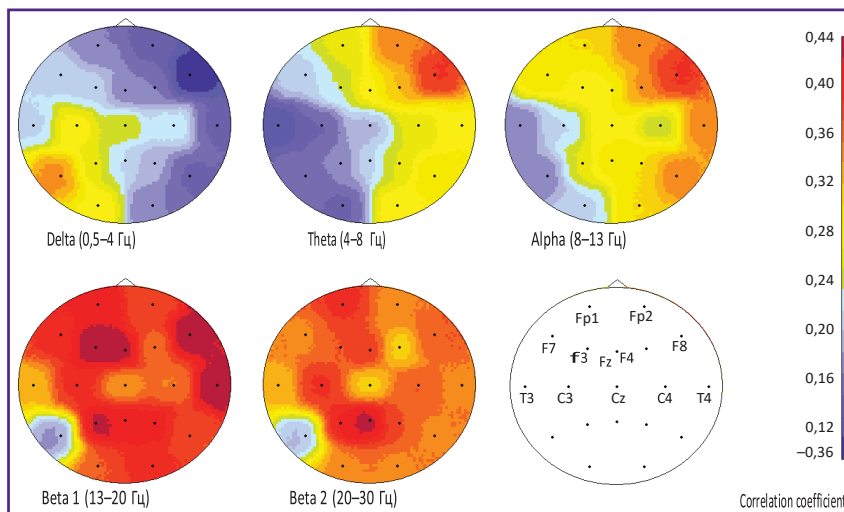 Delta (0,5–4 Гц)
Theta (4–8 Гц)
Alpha (8–13 Гц)
Beta 1 (13–20 Гц)
Beta 2 (20–30 Гц)
Fp1 Fp2
F7 F3 Fz F4 F8
T3 C3 Cz C4 T4
0,44
0,40
0,36
0,32
0,28
0,24
0,20
0,16
0,12
–0,36
Correlation coefficient